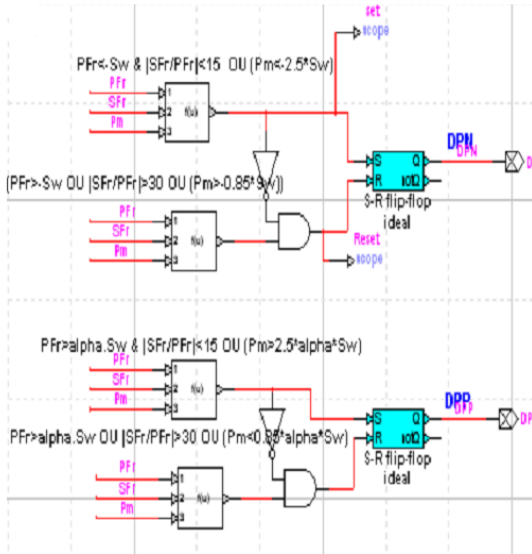 set
scope
PFr<-Sw & |SFr/PFr|<15 OU (Pm<-2.5*Sw)
PFr
SFr
Pm
1
2
3
f(u)
DPN
DPN
S Q
R notQ
S-R flip-flop
ideal
(PFr>-Sw OU |SFr/PFr|>30 OU (Pm>-0.85*Sw))
PFr
SFr
Pm
1
2
3
f(u)
Reset
scope
PFr>alpha.Sw & |SFr/PFr|<15 OU (Pm>2.5*alpha*Sw)
PFr
SFr
Pm
1
2
3
f(u)
DPP
DPP
DP
S Q
R notQ
S-R flip-flop
ideal
PFr>alpha.Sw OU |SFr/PFr|>30 OU (Pm<0.85*alpha*Sw)
PFr
SFr
Pm
1
2
3
f(u)